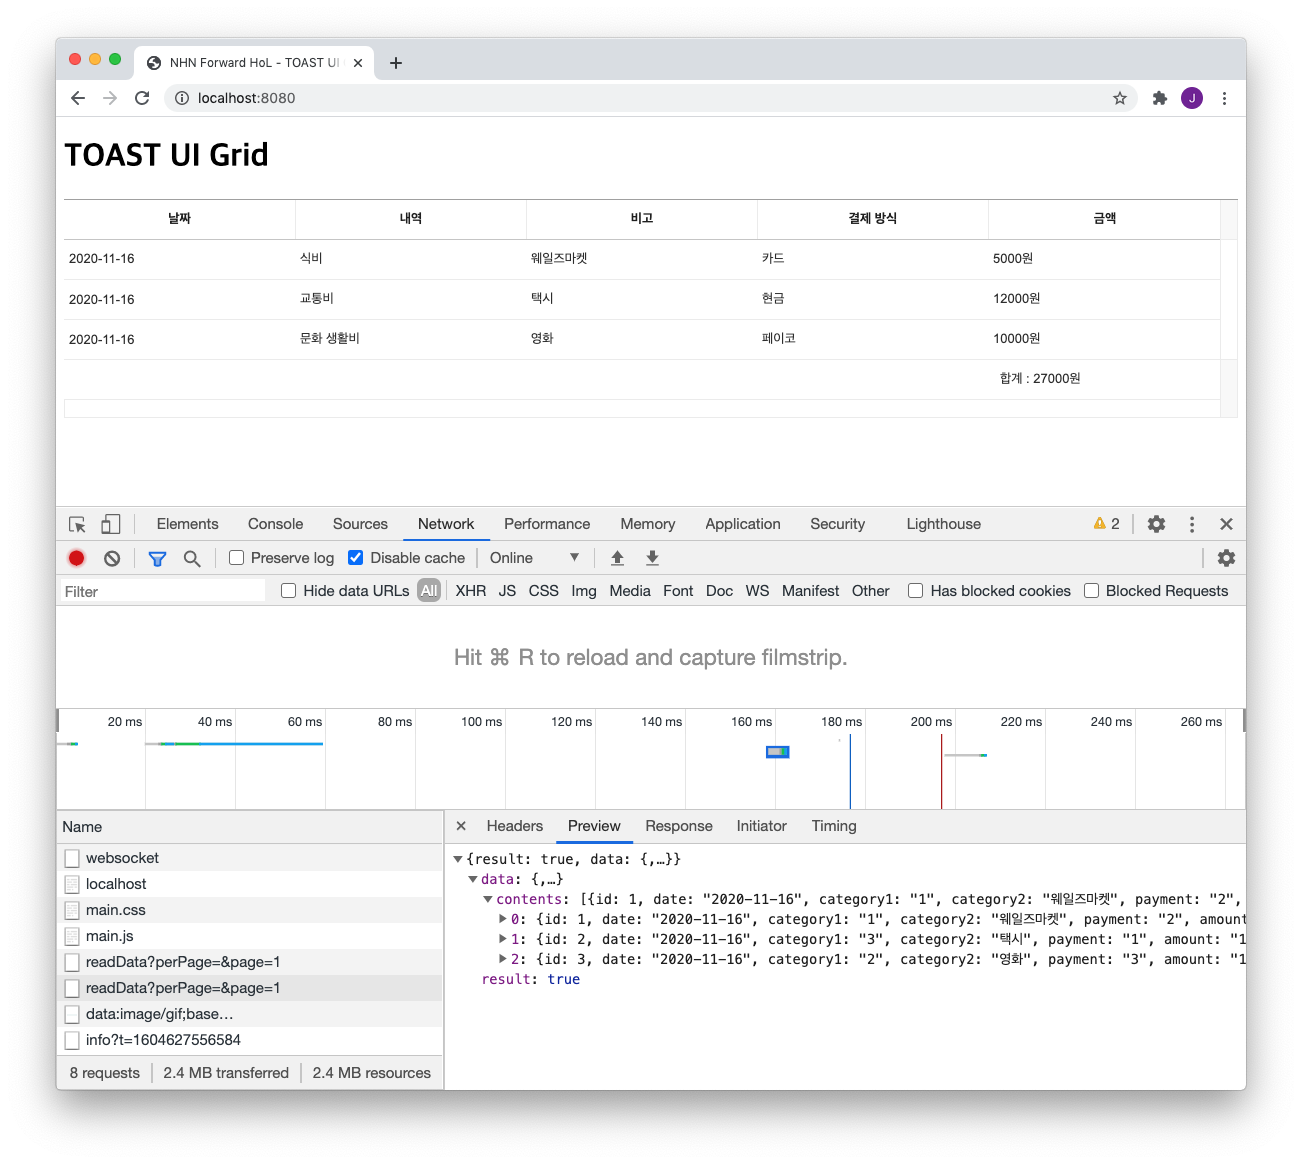 NHN Forward HoL - TOAST UI
localhost:8080
J
TOAST UI Grid
날짜 내역 비고 결제 방식 금액
2020-11-16 식비 웨일즈마켓 카드 5000원
2020-11-16 교통비 택시 현금 12000원
2020-11-16 문화 생활비 영화 페이코 10000원
합계 : 27000원
Elements Console Sources Network Performance Memory Application Security Lighthouse 2
Preserve log Disable cache Online
Filter Hide data URLs All XHR JS CSS Img Media Font Doc WS Manifest Other Has blocked cookies Blocked Requests
Hit ⌘ R to reload and capture filmstrip.
20 ms 40 ms 60 ms 80 ms 100 ms 120 ms 140 ms 160 ms 180 ms 200 ms 220 ms 240 ms 260 ms
Name
websocket
localhost
main.css
main.js
readData?perPage=&page=1
readData?perPage=&page=1
data:image/gif;base…
info?t=1604627556584
8 requests 2.4 MB transferred 2.4 MB resources
Headers Preview Response Initiator Timing
{result: true, data: {,…}}
data: {,…}
contents: [{id: 1, date: "2020-11-16", category1: "1", category2: "웨일즈마켓", payment: "2",
0: {id: 1, date: "2020-11-16", category1: "1", category2: "웨일즈마켓", payment: "2", amoun
1: {id: 2, date: "2020-11-16", category1: "3", category2: "택시", payment: "1", amount: "1
2: {id: 3, date: "2020-11-16", category1: "2", category2: "영화", payment: "3", amount: "1
result: true